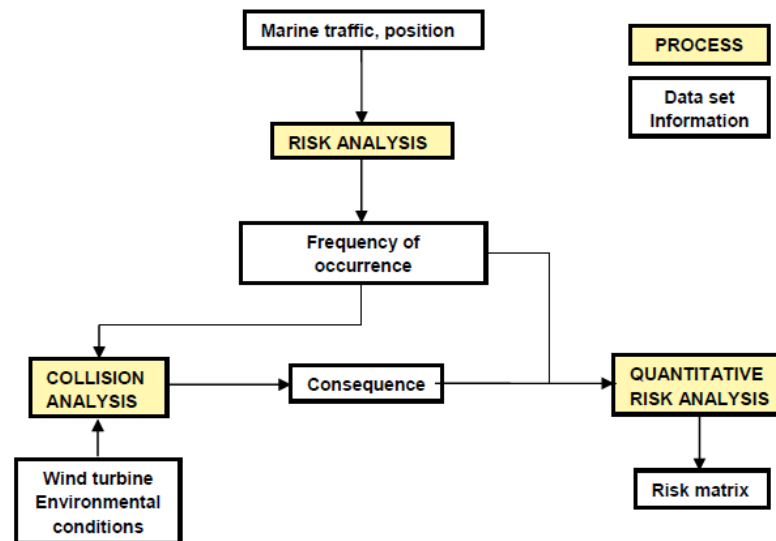 Marine traffic, position
PROCESS
Data set
Information
RISK ANALYSIS
Frequency of
occurrence
COLLISION
ANALYSIS
Consequence
QUANTITATIVE
RISK ANALYSIS
Wind turbine
Environmental
conditions
Risk matrix